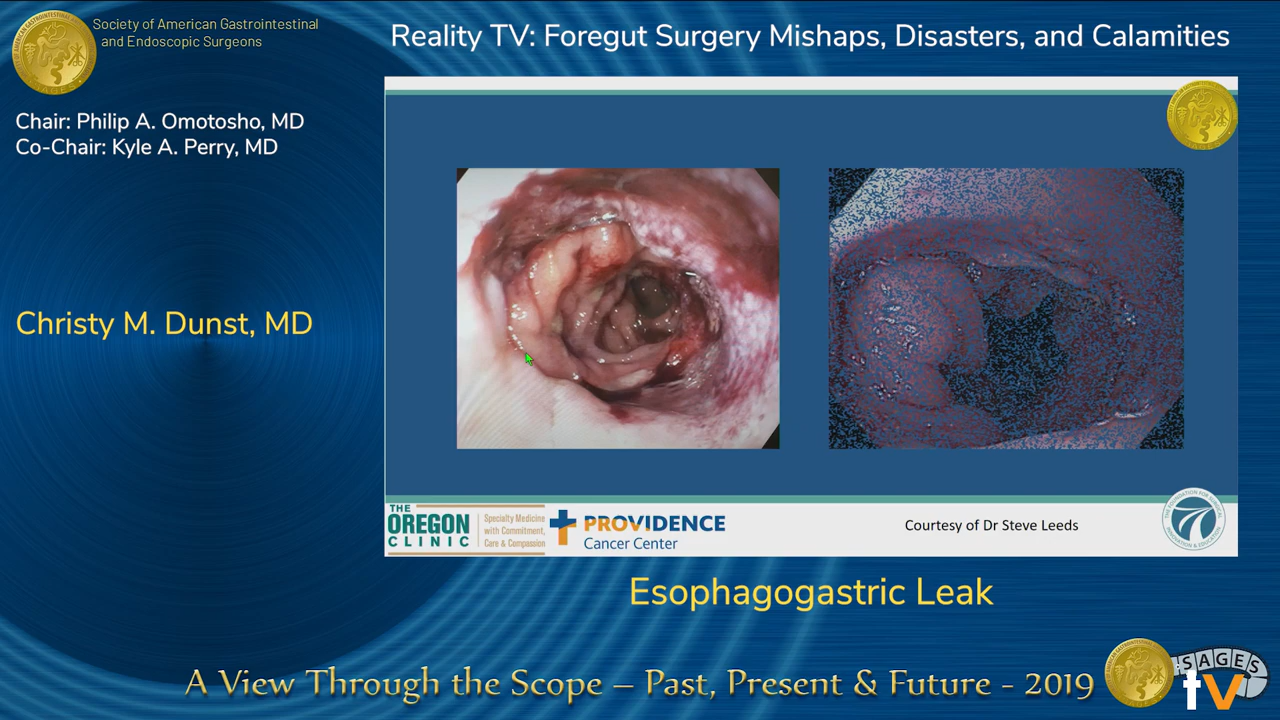 Society of American Gastrointestinal
and Endoscopic Surgeons
Reality TV: Foregut Surgery Mishaps, Disasters, and Calamities
Chair: Philip A. Omotosho, MD
Co-Chair: Kyle A. Perry, MD
Christy M. Dunst, MD
THE
OREGON
CLINIC
Specialty Medicine
with Commitment,
Care & Compassion
PROVIDENCE
Cancer Center
Courtesy of Dr Steve Leeds
Esophagogastric Leak
A View Through the Scope – Past, Present & Future - 2019
SAGES
tv